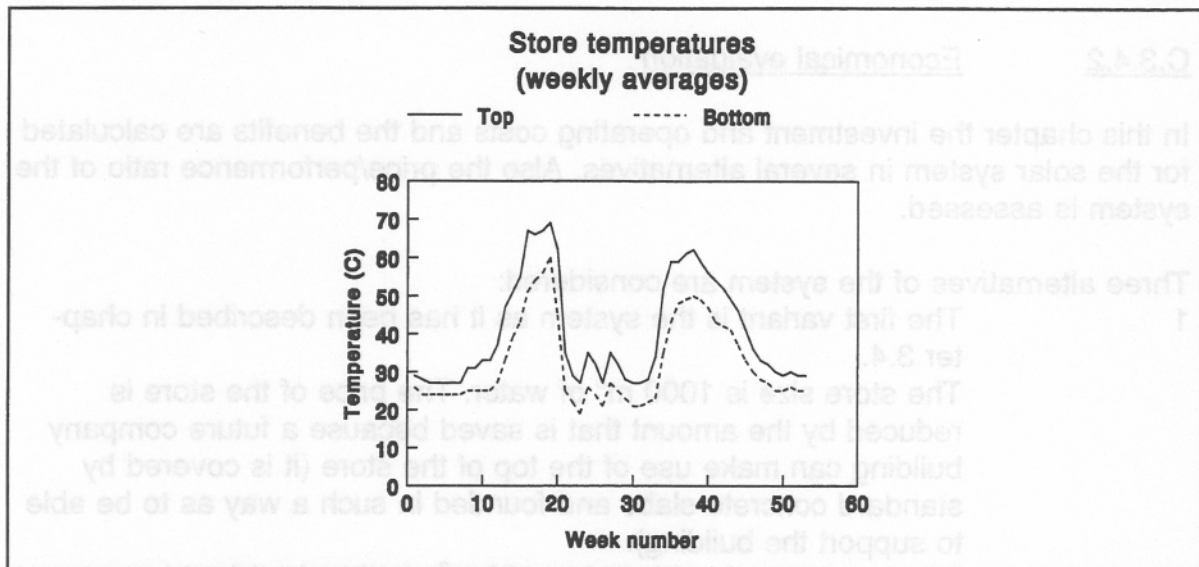 Store temperatures
(weekly averages)
Top Bottom
80
70
60
50
40
30
20
10
0
Temperature (C)
0 10 20 30 40 50 60
Week number
C.3.4.2 Economical evaluation
In this chapter the investment and operating costs and the benefits are calculated
for the solar system in several alternatives. Also the price/performance ratio of the
system is assessed.
Three alternatives of the system are considered:
1 The first variant is the system as it has been described in chap-
ter 3.4.
The store size is 1000 of water. The price of the store is
reduced by the amount that is saved because a future company
building can make use of the top of the store (it is covered by
standard concrete slabs and founded in such a way as to be able
to support the building)